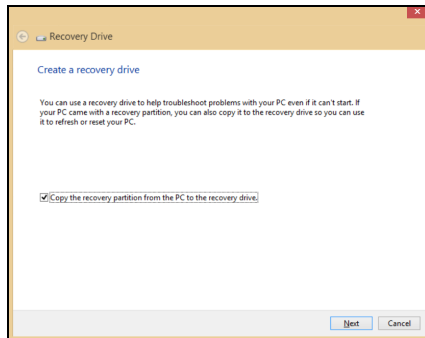 Recovery Drive
Create a recovery drive
You can use a recovery drive to help troubleshoot problems with your PC even if it can't start. If
your PC came with a recovery partition, you can also copy it to the recovery drive so you can use
it to refresh or reset your PC.
Copy the recovery partition from the PC to the recovery drive.
Next Cancel